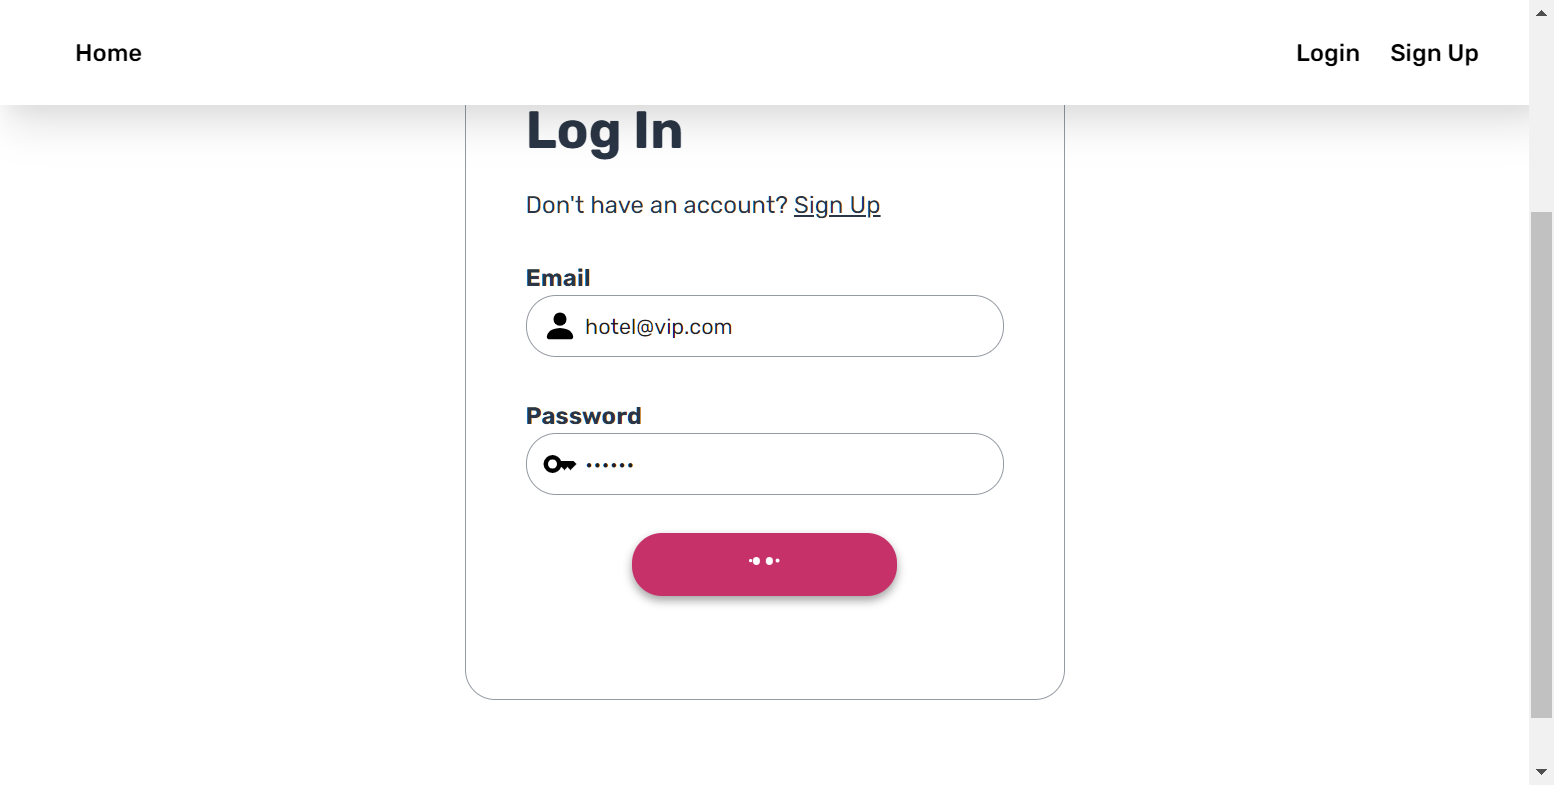 Home
Login
Sign Up
Log In
Don't have an account? Sign Up
Email
hotel@vip.com
Password
••••••